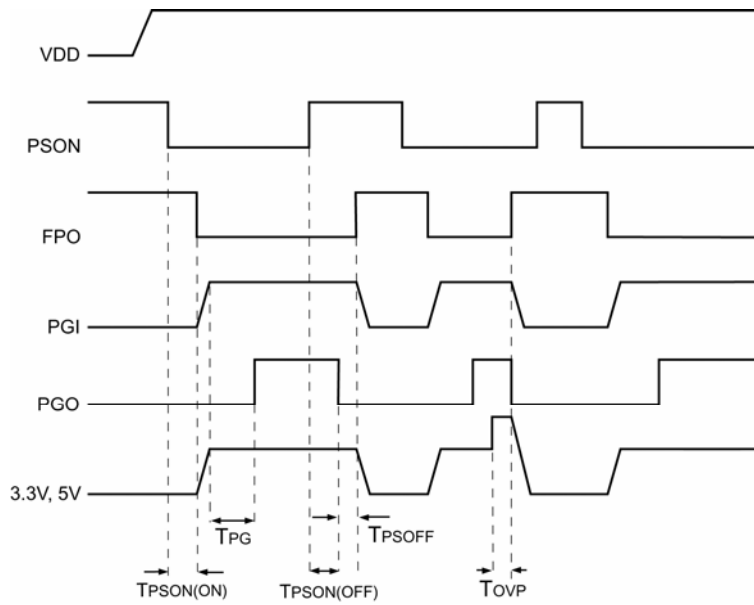 VDD
PSON
FPO
PGI
PGO
3.3V, 5V
TPG
TPSOFF
TPSON(ON)
TPSON(OFF)
TOVP